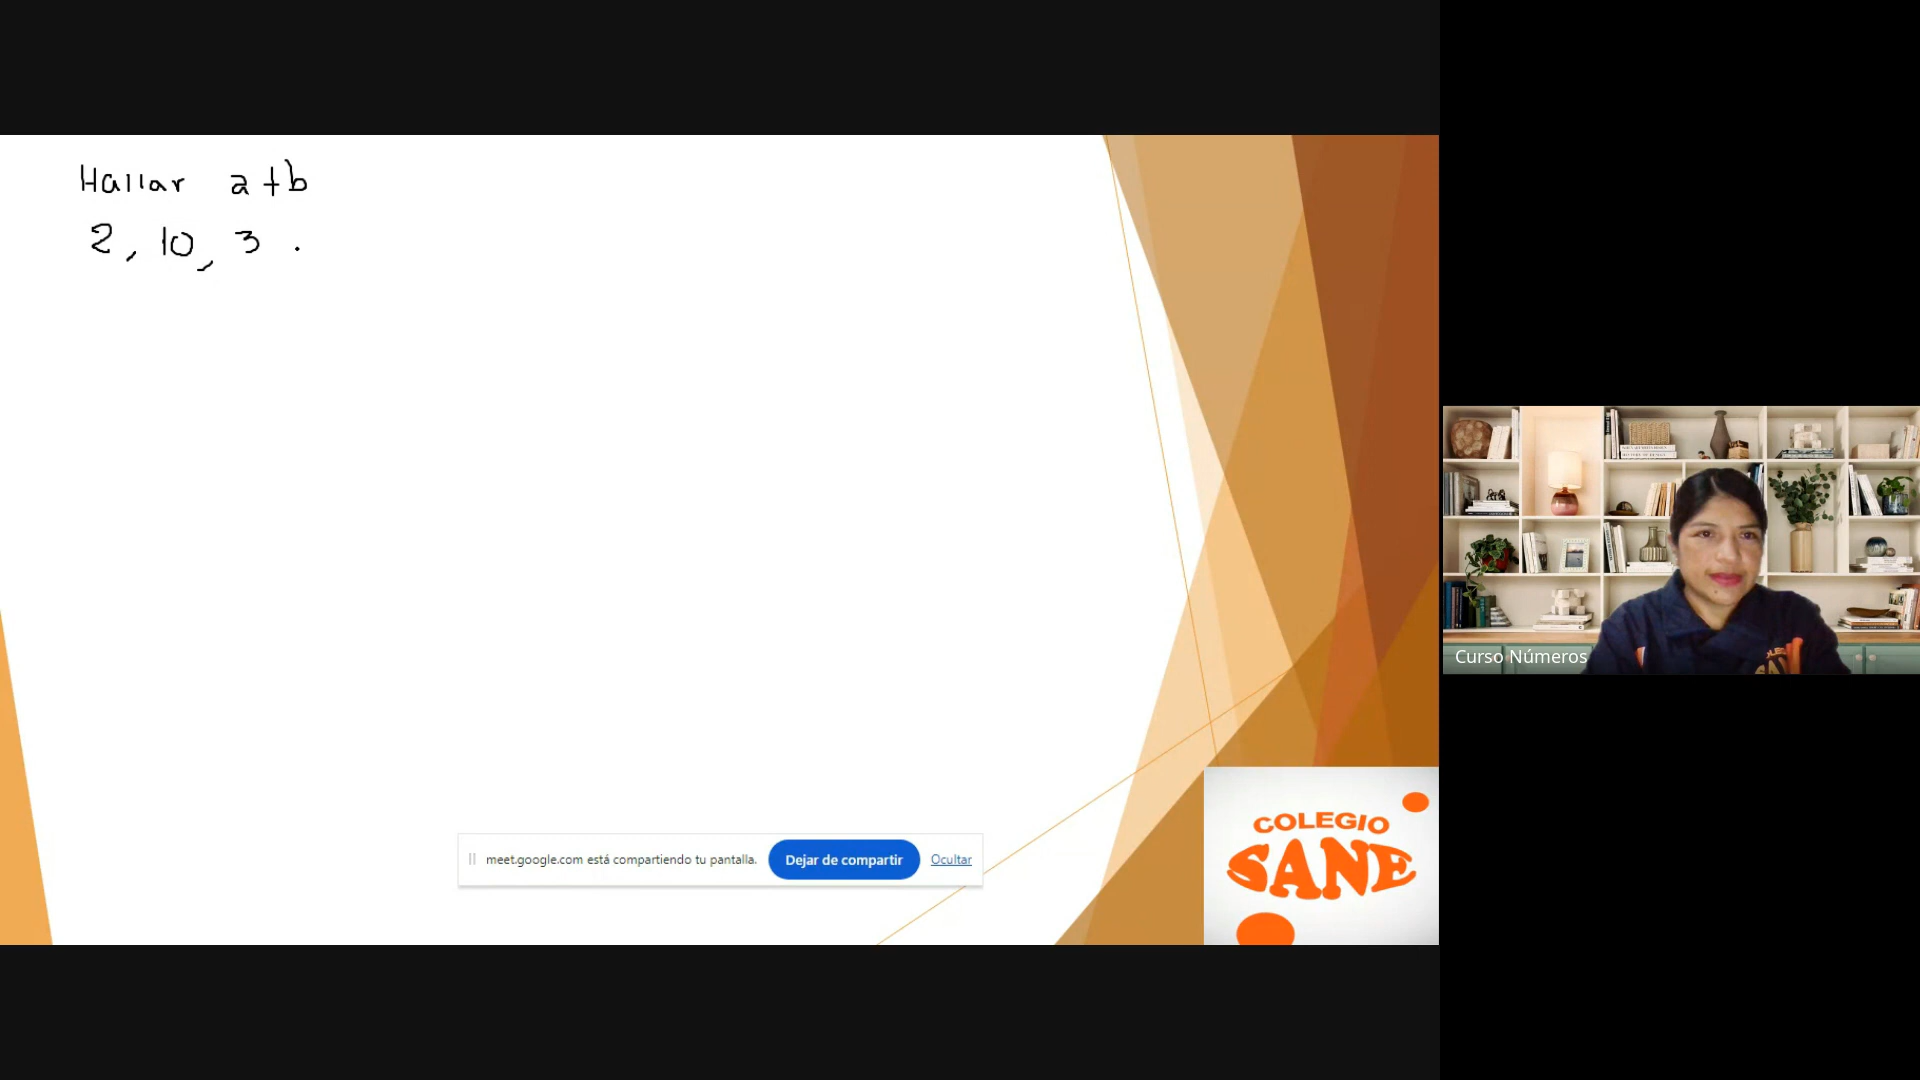 Hallar a+b
2, 10, 3 .
meet.google.com está compartiendo tu pantalla. Dejar de compartir Ocultar
COLEGIO
SANE
Curso Números